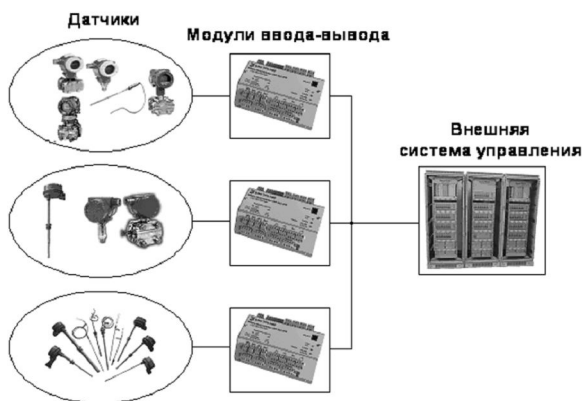 Датчики
Модули ввода-вывода
Внешняя
система управления